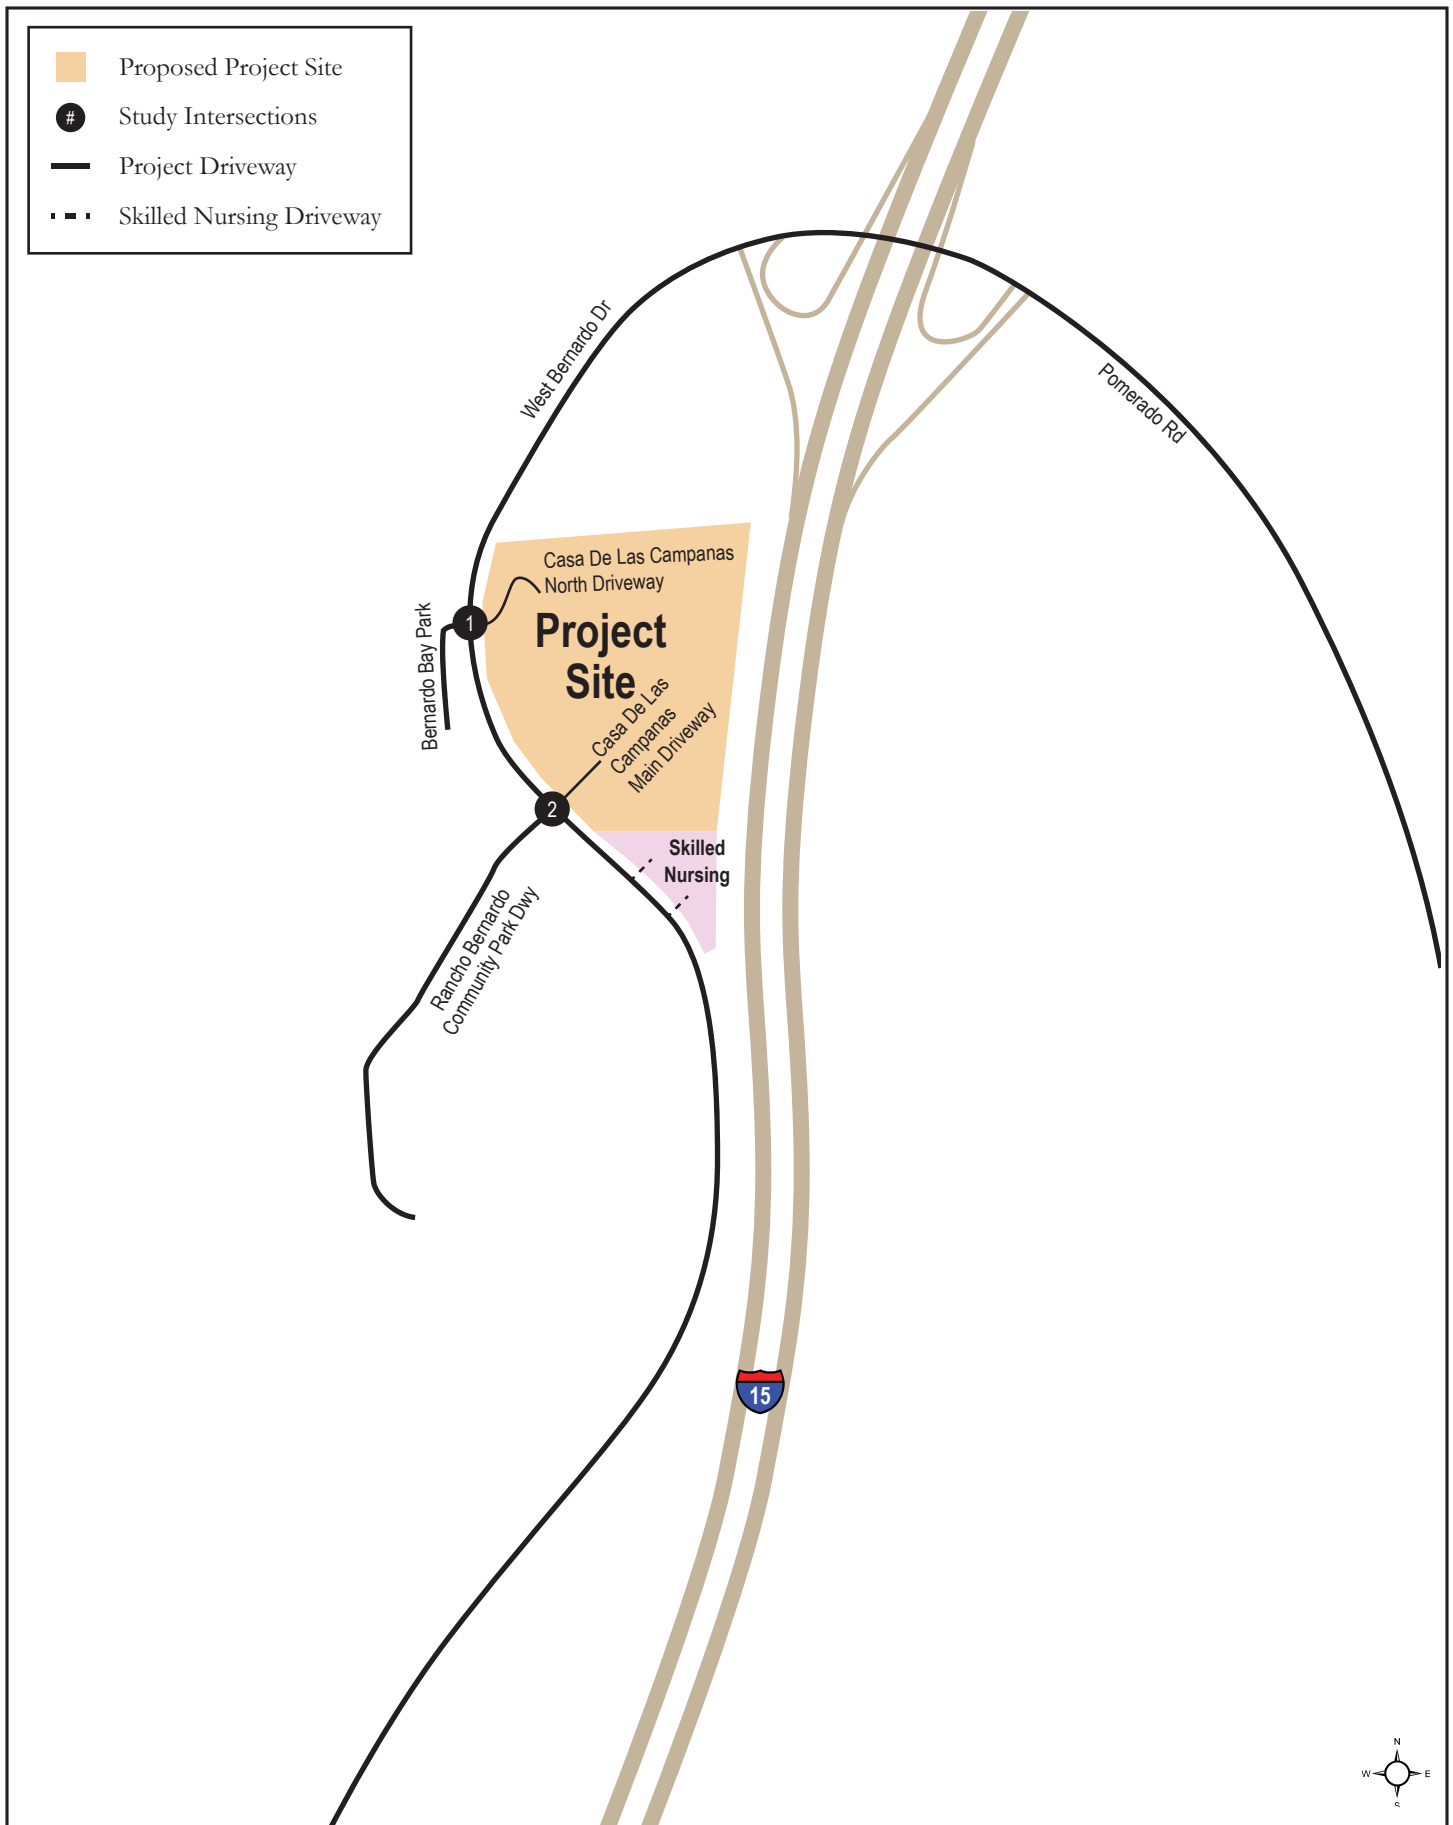 Proposed Project Site
#
Study Intersections
Project Driveway
Skilled Nursing Driveway
West Bernardo Dr
Pomerado Rd
Casa De Las Campanas
North Driveway
Bernardo Bay Park
1
Project
Site
Casa De Las
Campanas
Main Driveway
2
Skilled
Nursing
Rancho Bernardo
Community Park Dwy
15
N
W
E
S